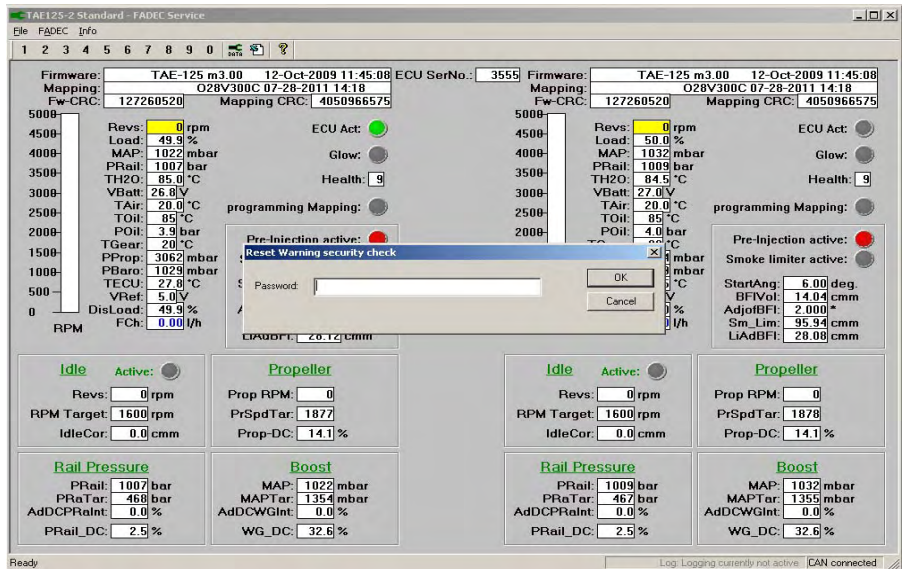 TAE125-2 Standard - FADEC Service
File FADEC Info
1 2 3 4 5 6 7 8 9 0 DATA ?
Firmware: TAE-125 m3.00 12-Oct-2009 11:45:08 ECU SerNo.: 3555 Firmware: TAE-125 m3.00 12-Oct-2009 11:45:08
Mapping: O28V300C 07-28-2011 14:18 Mapping: O28V300C 07-28-2011 14:18
Fw-CRC: 127260520 Mapping CRC: 4050966575 Fw-CRC: 127260520 Mapping CRC: 4050966575
5000
4500
4000
3500
3000
2500
2000
1500
1000
500
0
RPM
Revs: 0 rpm
Load: 49.9 %
MAP: 1022 mbar
PRail: 1007 bar
TH2O: 85.0 °C
VBatt: 26.8 V
TAir: 20.0 °C
TOil: 85 °C
POil: 3.9 bar
TGear: 20 °C
PProp: 3062 mbar
PBaro: 1029 mbar
TECU: 27.8 °C
VRef: 5.0 V
DisLoad: 49.9 %
FCh: 0.00 l/h
ECU Act:
Glow:
Health: 9
programming Mapping:
Pre-Injection active:
LiAdBFI: 28.12 cmm
Reset Warning security check
Password:
OK
Cancel
5000
4500
4000
3500
3000
2500
2000
Revs: 0 rpm
Load: 50.0 %
MAP: 1032 mbar
PRail: 1009 bar
TH2O: 84.5 °C
VBatt: 27.0 V
TAir: 20.0 °C
TOil: 85 °C
POil: 4.0 bar
mbar
mbar
°C
V
%
l/h
ECU Act:
Glow:
Health: 9
programming Mapping:
Pre-Injection active:
Smoke limiter active:
StartAng: 6.00 deg.
BFIVol: 14.04 cmm
AdjofBFI: 2.000 °
Sm_Lim: 95.94 cmm
LiAdBFI: 28.08 cmm
Idle Active:
Revs: 0 rpm
RPM Target: 1600 rpm
IdleCor: 0.0 cmm
Propeller
Prop RPM: 0
PrSpdTar: 1877
Prop-DC: 14.1 %
Idle Active:
Revs: 0 rpm
RPM Target: 1600 rpm
IdleCor: 0.0 cmm
Propeller
Prop RPM: 0
PrSpdTar: 1878
Prop-DC: 14.1 %
Rail Pressure
PRail: 1007 bar
PRaTar: 468 bar
AdDCPRaInt: 0.0 %
PRail_DC: 2.5 %
Boost
MAP: 1022 mbar
MAPTar: 1354 mbar
AdDCWGInt: 0.0 %
WG_DC: 32.6 %
Rail Pressure
PRail: 1009 bar
PRaTar: 467 bar
AdDCPRaInt: 0.0 %
PRail_DC: 2.5 %
Boost
MAP: 1032 mbar
MAPTar: 1355 mbar
AdDCWGInt: 0.0 %
WG_DC: 32.6 %
Ready
Log: Logging currently not active CAN connected